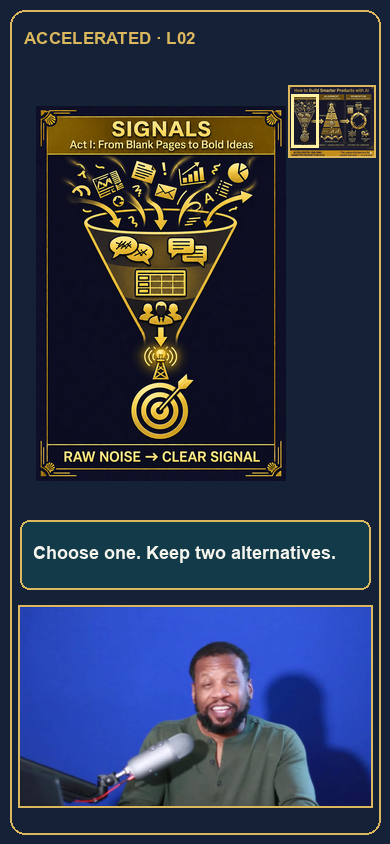 ACCELERATED · L02
How to Build Smarter Products with AI
SIGNALS
Act I: From Blank Pages to Bold Ideas
A
RAW NOISE → CLEAR SIGNAL
Choose one. Keep two alternatives.